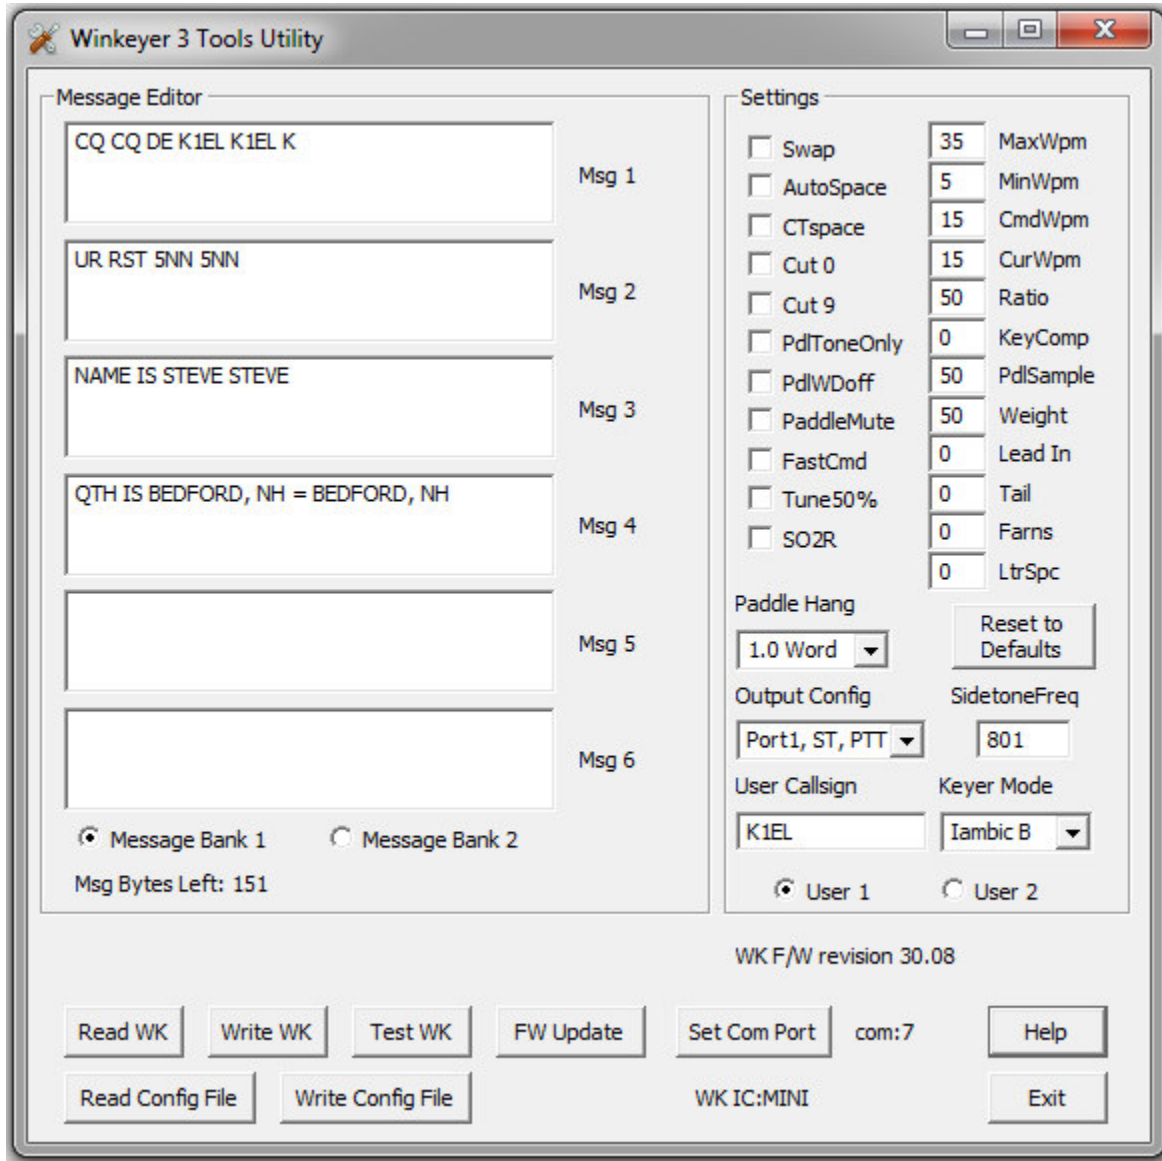 Winkeyer 3 Tools Utility
Message Editor
CQ CQ DE K1EL K1EL K
Msg 1
UR RST 5NN 5NN
Msg 2
NAME IS STEVE STEVE
Msg 3
QTH IS BEDFORD, NH = BEDFORD, NH
Msg 4
Msg 5
Msg 6
Message Bank 1 Message Bank 2
Msg Bytes Left: 151
Settings
Swap 35 MaxWpm
AutoSpace 5 MinWpm
CTspace 15 CmdWpm
Cut 0 15 CurWpm
Cut 9 50 Ratio
PdlToneOnly 0 KeyComp
PdlWDoff 50 PdlSample
PaddleMute 50 Weight
FastCmd 0 Lead In
Tune50% 0 Tail
SO2R 0 Farns
0 LtrSpc
Paddle Hang
1.0 Word
Reset to
Defaults
Output Config SidetoneFreq
Port1, ST, PTT 801
User Callsign Keyer Mode
K1EL Iambic B
User 1 User 2
WK F/W revision 30.08
Read WK Write WK Test WK FW Update Set Com Port com:7 Help
Read Config File Write Config File WK IC:MINI Exit